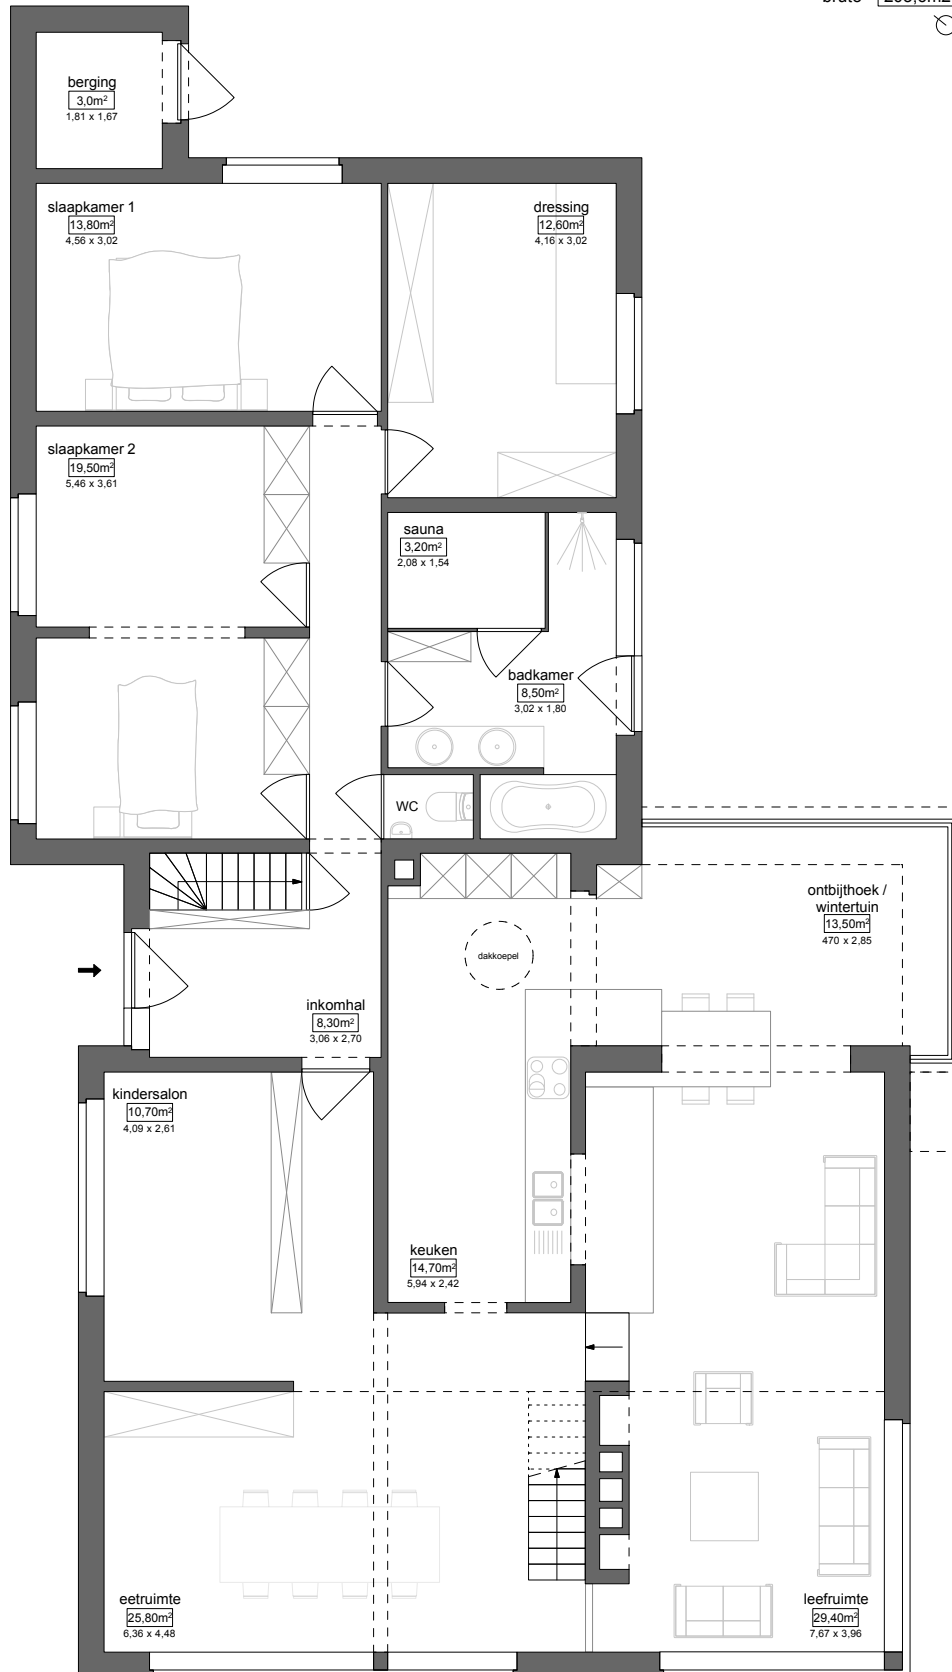 berging
3,0m²
1,81 x 1,67
slaapkamer 1
13,80m²
4,56 x 3,02
dressing
12,60m²
4,16 x 3,02
slaapkamer 2
19,50m²
5,46 x 3,61
sauna
3,20m²
2,08 x 1,54
badkamer
8,50m²
3,02 x 1,80
WC
ontbijthoek /
wintertuin
13,50m²
470 x 2,85
dakkoepel
inkomhal
8,30m²
3,06 x 2,70
kindersalon
10,70m²
4,09 x 2,61
keuken
14,70m²
5,94 x 2,42
eetruimte
25,80m²
6,36 x 4,48
leefruimte
29,40m²
7,67 x 3,96